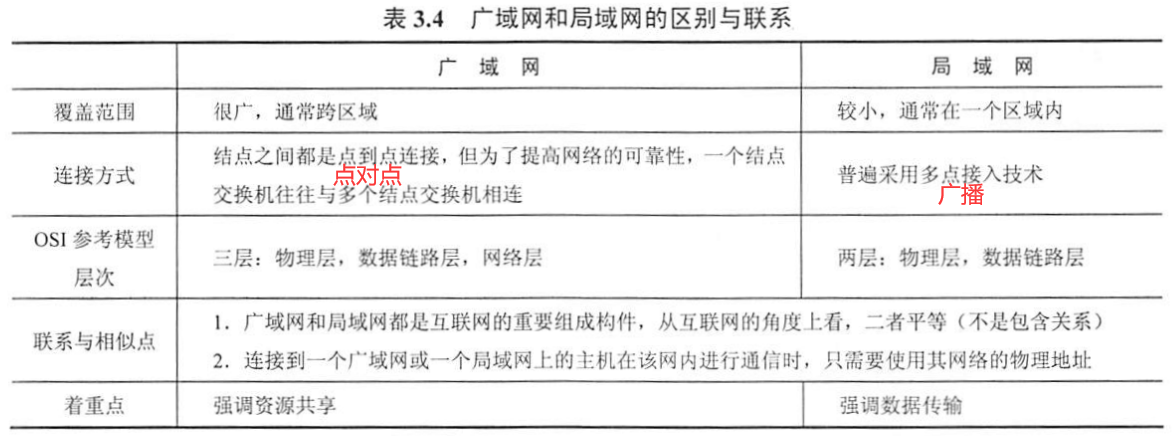 表 3.4 广域网和局域网的区别与联系
广 域 网
局 域 网
覆盖范围
很广，通常跨区域
较小，通常在一个区域内
连接方式
结点之间都是点到点连接，但为了提高网络的可靠性，一个结点
交换机往往与多个结点交换机相连
点对点
普遍采用多点接入技术
广播
OSI 参考模型
层次
三层：物理层，数据链路层，网络层
两层：物理层，数据链路层
联系与相似点
1．广域网和局域网都是互联网的重要组成构件，从互联网的角度上看，二者平等（不是包含关系）
2．连接到一个广域网或一个局域网上的主机在该网内进行通信时，只需要使用其网络的物理地址
着重点
强调资源共享
强调数据传输